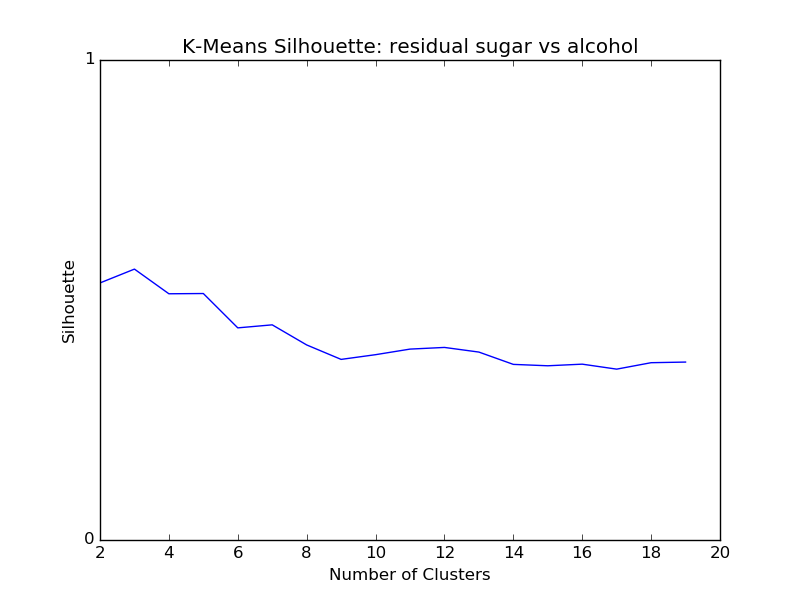 K-Means Silhouette: residual sugar vs alcohol
1
Silhouette
0
2 4 6 8 10 12 14 16 18 20
Number of Clusters